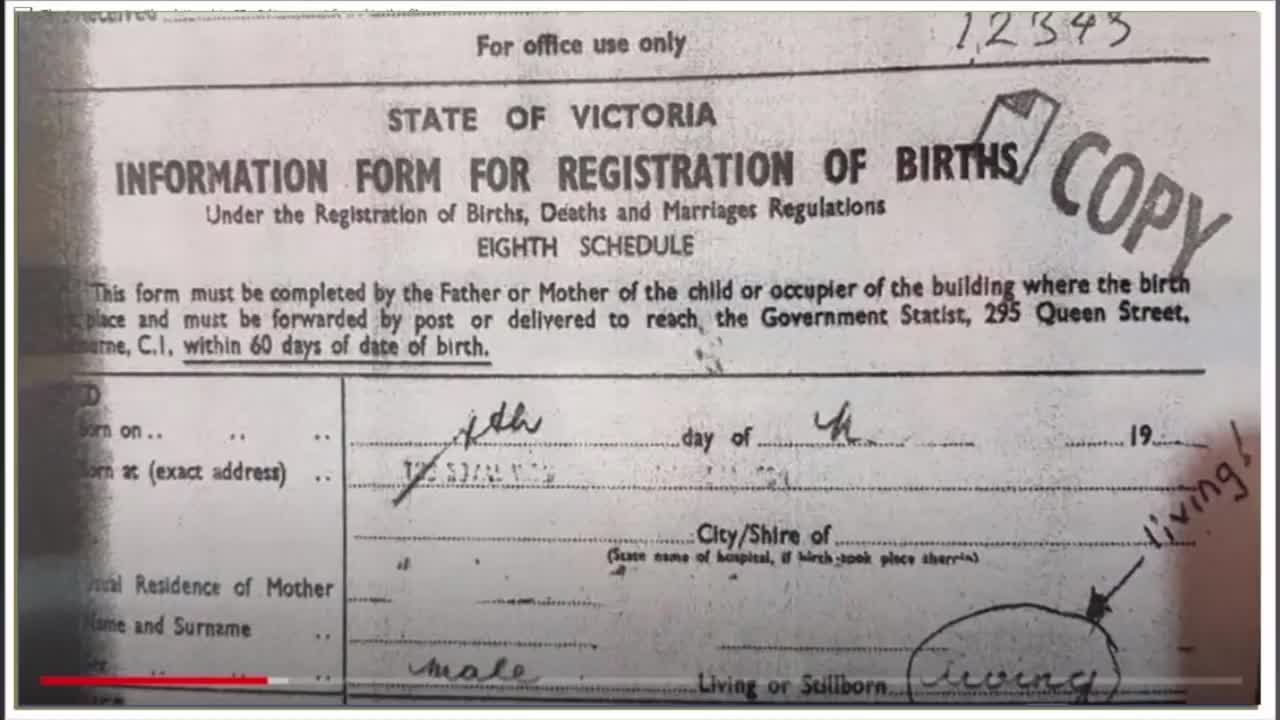 For office use only
12343
STATE OF VICTORIA
INFORMATION FORM FOR REGISTRATION OF BIRTHS
COPY
Under the Registration of Births, Deaths and Marriages Regulations
EIGHTH SCHEDULE
This form must be completed by the Father or Mother of the child or occupier of the building where the birth
place and must be forwarded by post or delivered to reach, the Government Statist, 295 Queen Street,
C.1, within 60 days of date of birth.
Born on .. .. .. th day of 19
Born at (exact address) ..
living!
City/Shire of
(State name of hospital, if birth took place therein)
Residence of Mother
Name and Surname ..
male Living or Stillborn living